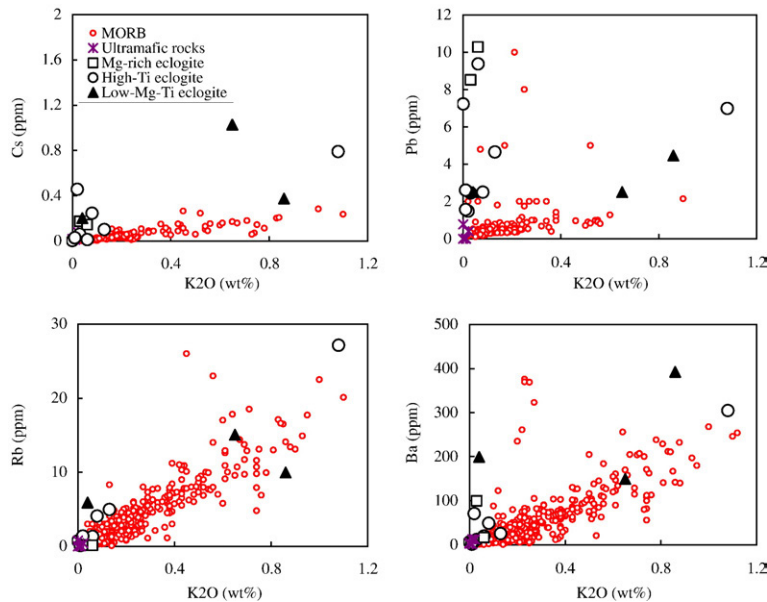 2
1.6
1.2
0.8
0.4
0
Cs (ppm)
MORB
Ultramafic rocks
Mg-rich eclogite
High-Ti eclogite
Low-Mg-Ti eclogite
0 0.4 0.8 1.2
K2O (wt%)
12
10
8
6
4
2
0
Pb (ppm)
0 0.4 0.8 1.2
K2O (wt%)
30
20
10
0
Rb (ppm)
0 0.4 0.8 1.2
K2O (wt%)
500
400
300
200
100
0
Ba (ppm)
0 0.4 0.8 1.2
K2O (wt%)